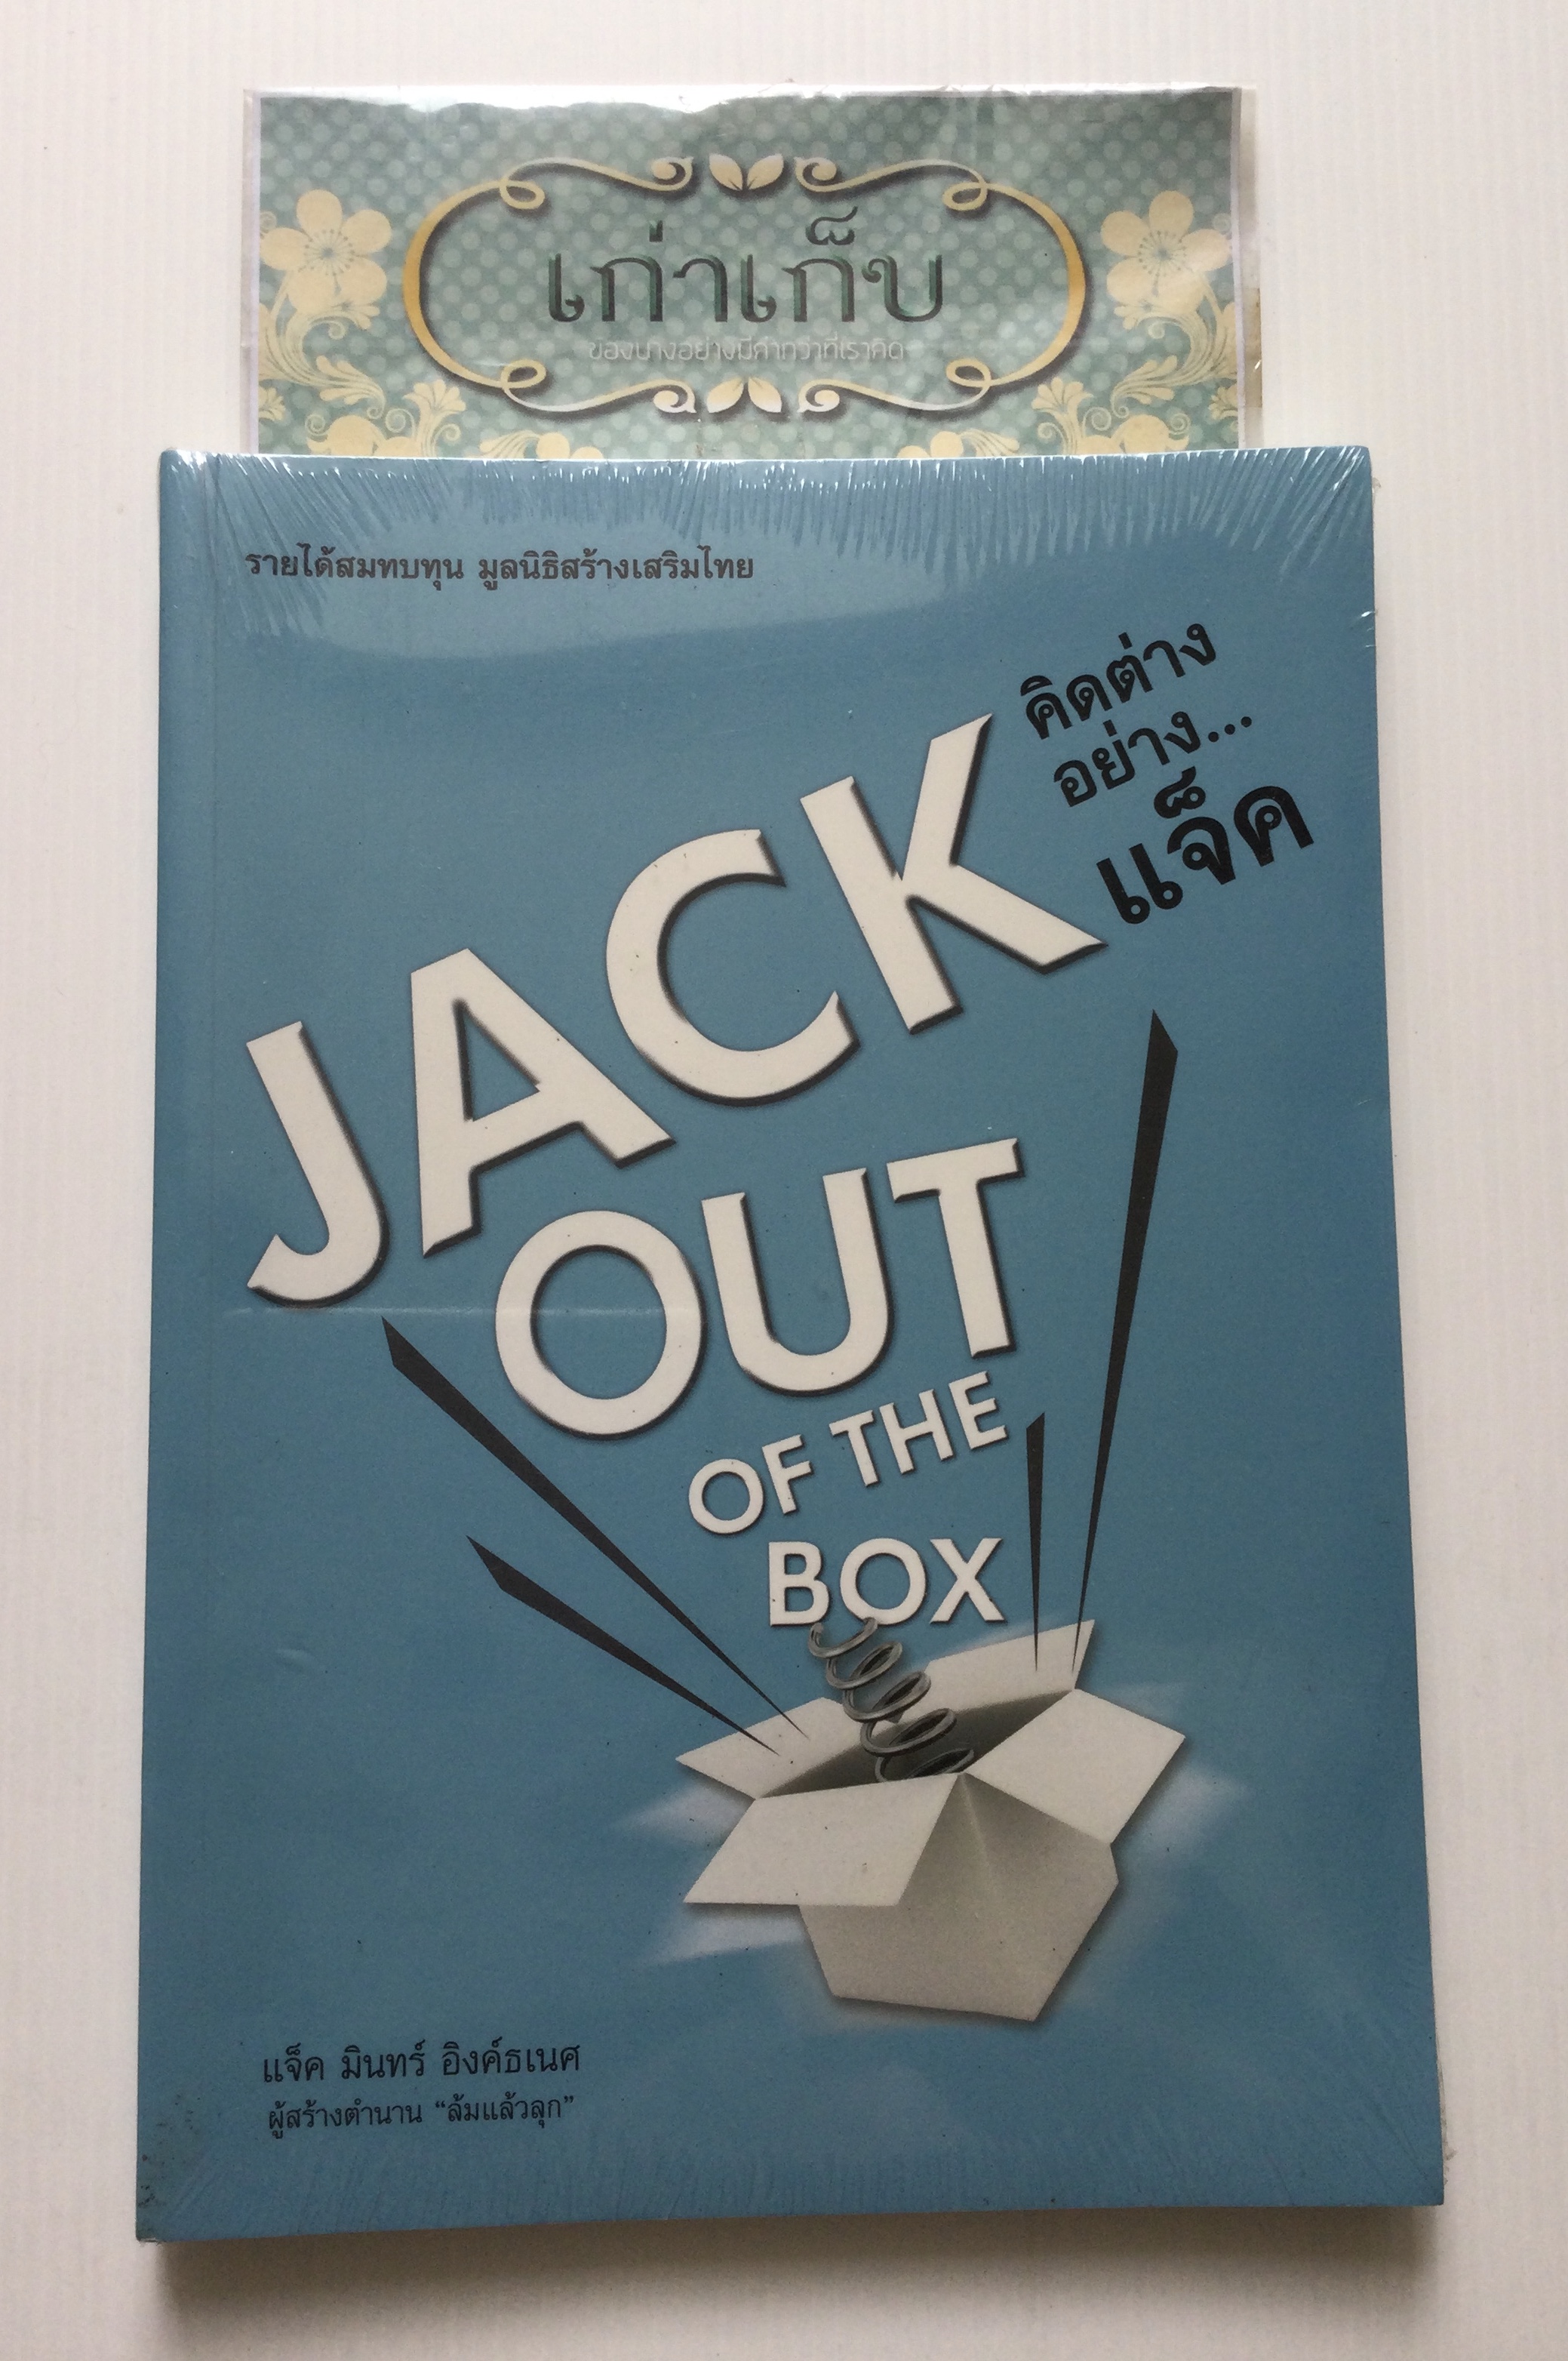 เก่าเก็บ
ของบางอย่างมีค่ากว่าที่เราคิด
รายได้สมทบทุน มูลนิธิสร้างเสริมไทย
คิดต่าง
อย่าง...
แจ็ค
JACK
OUT
OF THE
BOX
แจ็ค มินทร์ อิงค์ธเนศ
ผู้สร้างตำนาน “ล้มแล้วลุก”